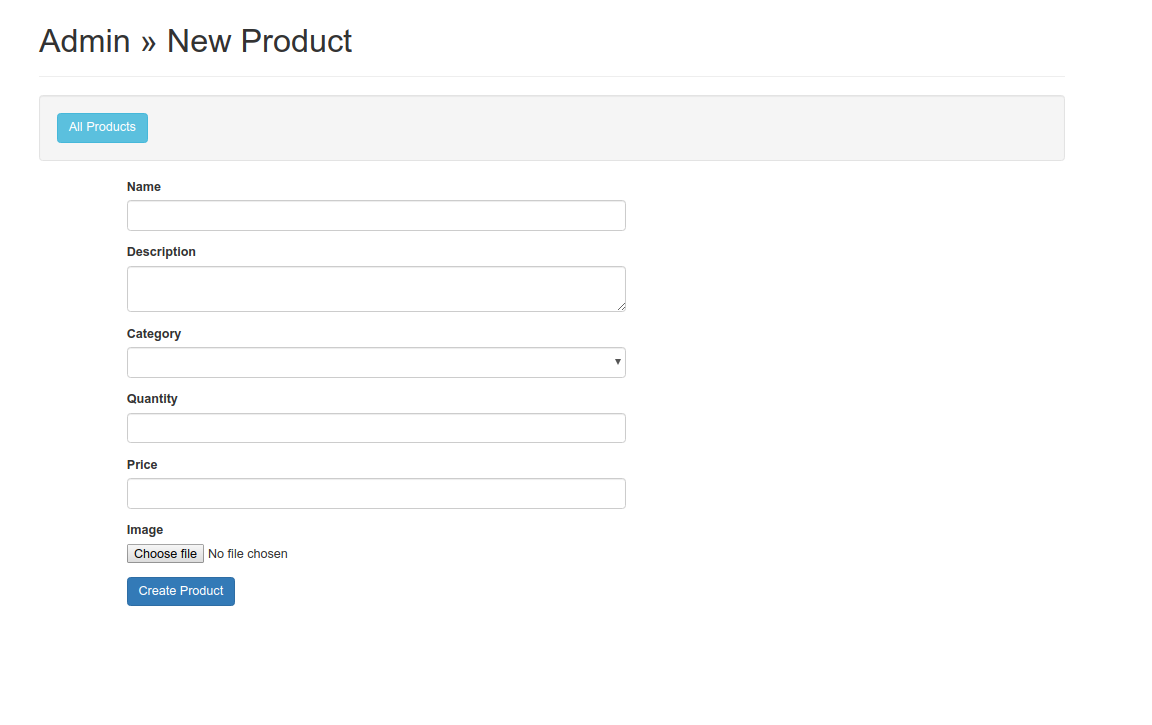 Admin » New Product
All Products
Name
Description
Category
Quantity
Price
Image
Choose file No file chosen
Create Product